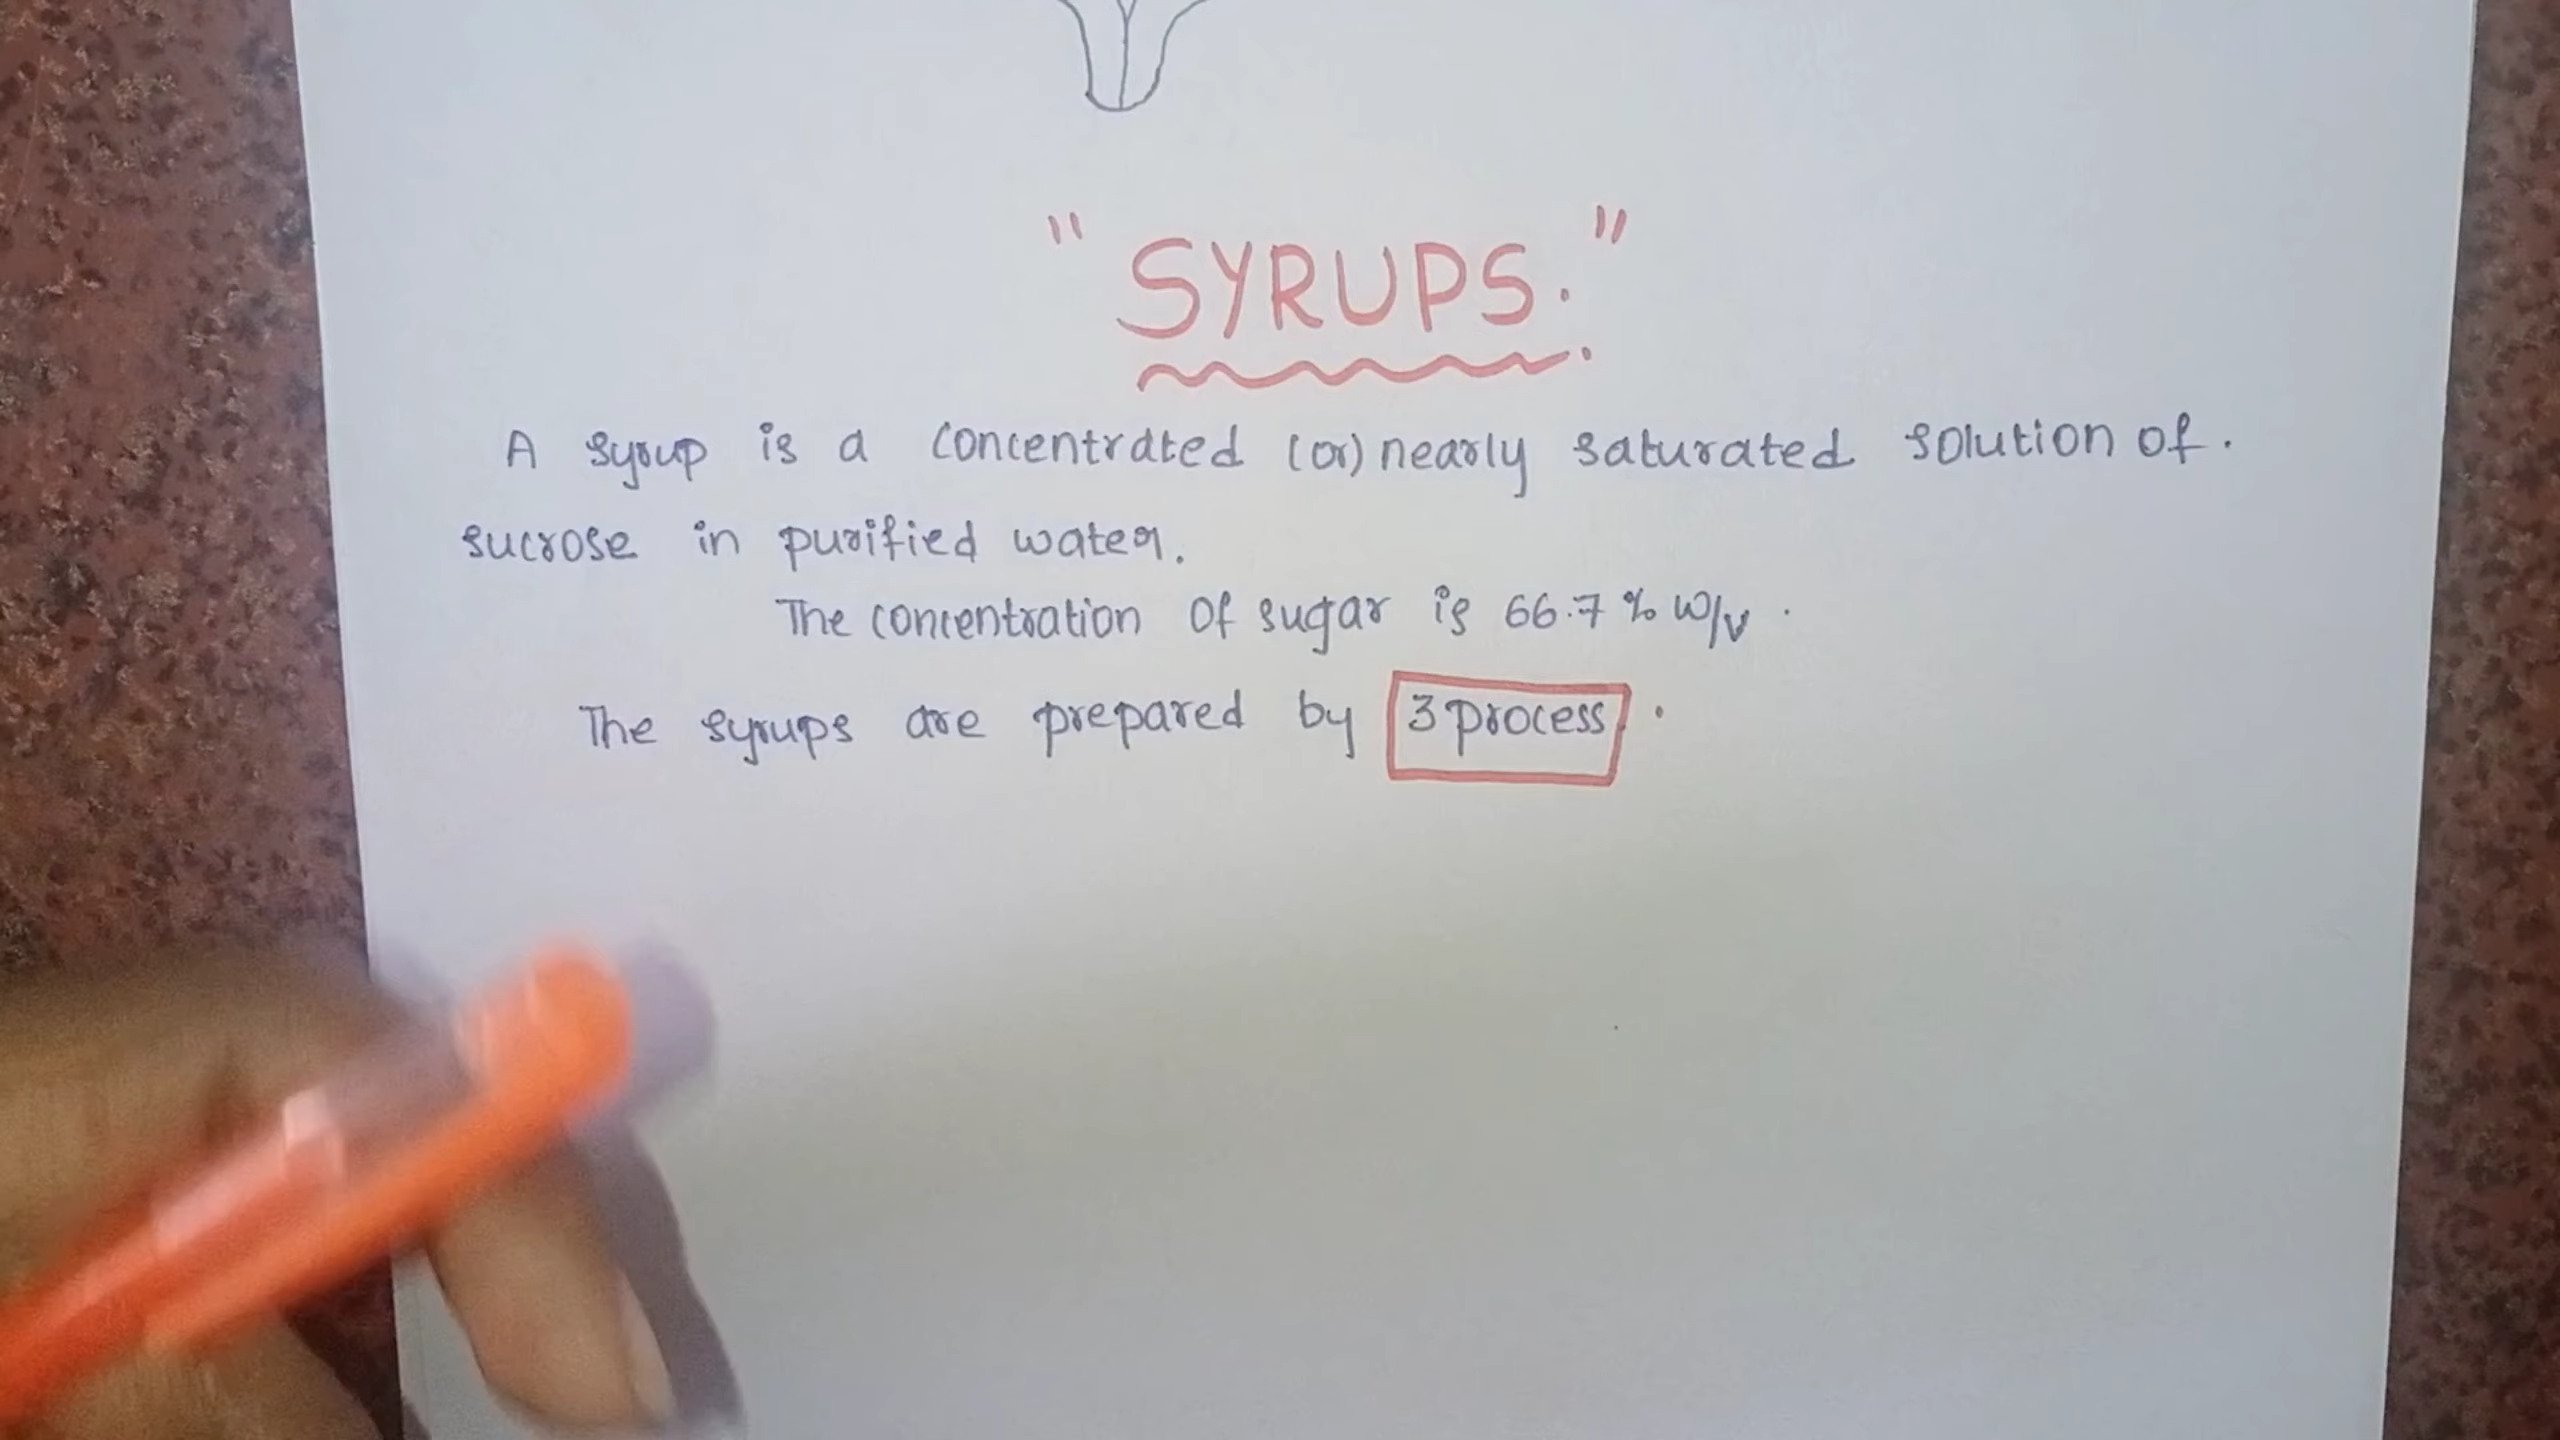 "SYRUPS."
A syrup is a concentrated (or) nearly saturated solution of.
sucrose in purified water.
The concentration of sugar is 66.7 % w/v .
The syrups are prepared by 3 process .